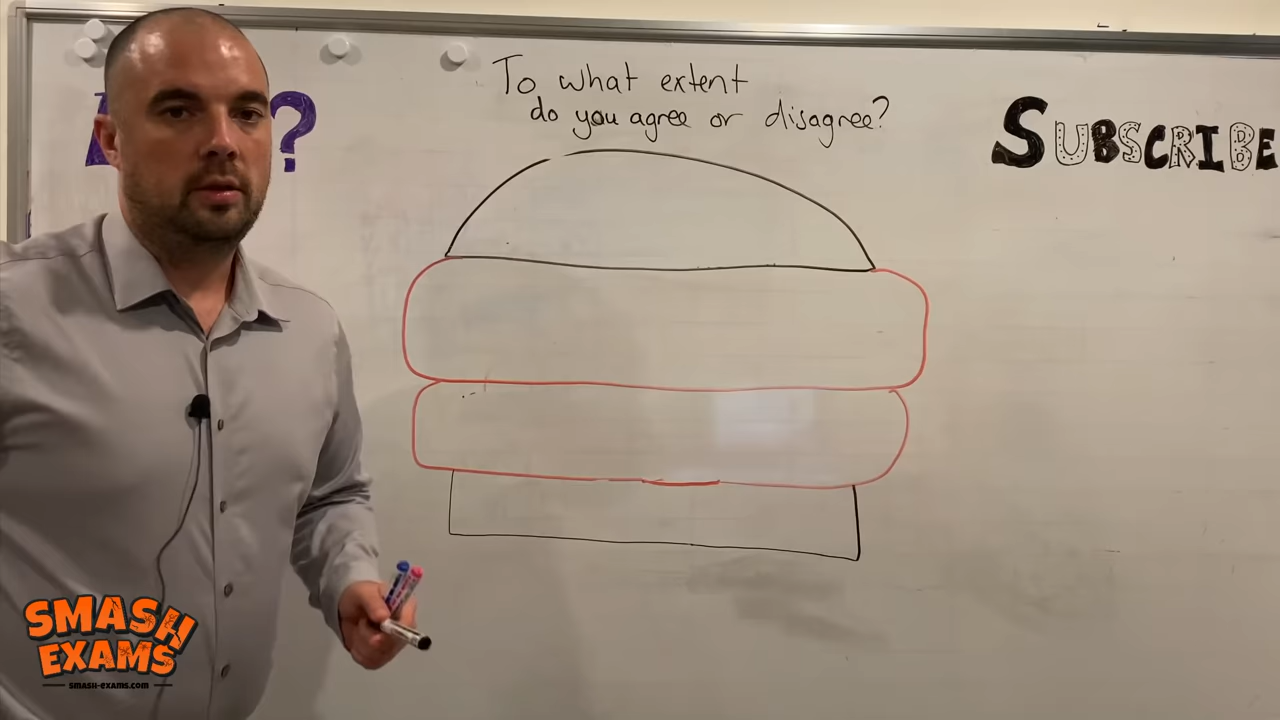 To what extent
do you agree or disagree?
?
SUBSCRIBE
SMASH
EXAMS
SMASH-EXAMS.COM